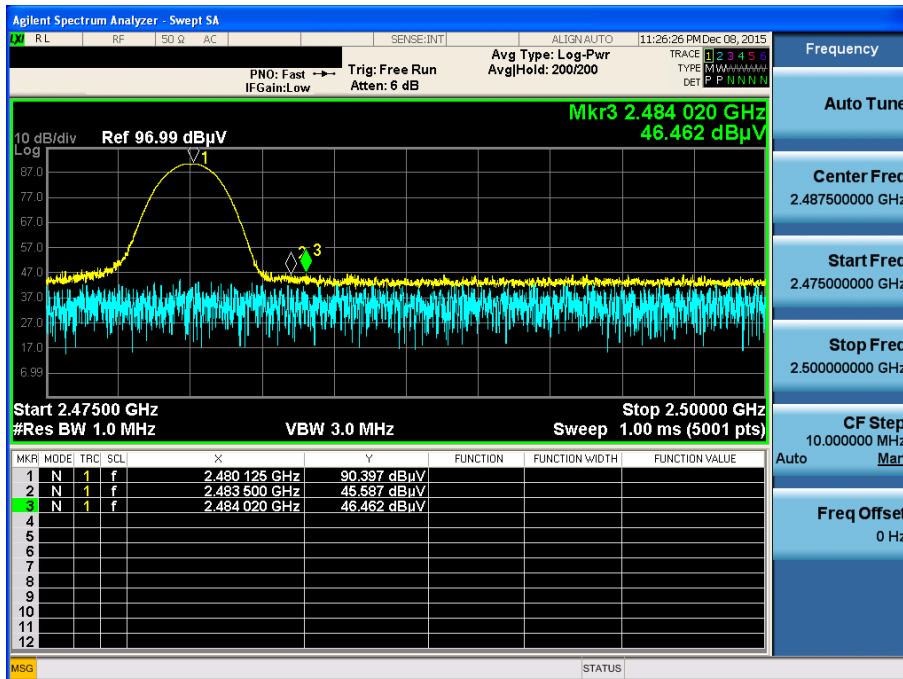 Agilent Spectrum Analyzer - Swept SA
LXI RL RF 50 Ω AC SENSE:INT ALIGN AUTO 11:26:26 PM Dec 08, 2015
PNO: Fast Trig: Free Run Avg Type: Log-Pwr TRACE 1 2 3 4 5 6
IFGain:Low Atten: 6 dB Avg|Hold: 200/200 TYPE MWWWWW
DET P P N N N N
Mkr3 2.484 020 GHz
46.462 dBµV
10 dB/div Ref 96.99 dBµV
Log
87.0
77.0
67.0
57.0
47.0
37.0
27.0
17.0
6.99
1
2
3
Start 2.47500 GHz Stop 2.50000 GHz
#Res BW 1.0 MHz VBW 3.0 MHz Sweep 1.00 ms (5001 pts)
MKR MODE TRC SCL X Y FUNCTION FUNCTION WIDTH FUNCTION VALUE
1 N 1 f 2.480 125 GHz 90.397 dBµV
2 N 1 f 2.483 500 GHz 45.587 dBµV
3 N 1 f 2.484 020 GHz 46.462 dBµV
4
5
6
7
8
9
10
11
12
MSG STATUS
Frequency
Auto Tune
Center Freq
2.487500000 GHz
Start Freq
2.475000000 GHz
Stop Freq
2.500000000 GHz
CF Step
10.000000 MHz
Auto Man
Freq Offset
0 Hz